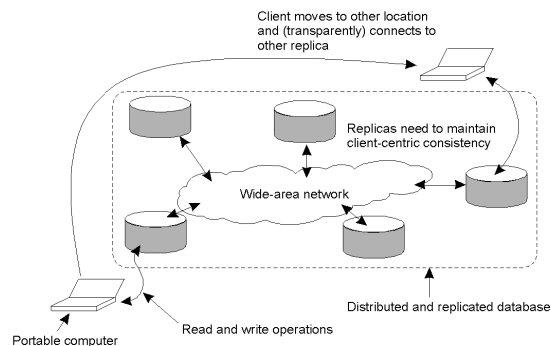 Client moves to other location
and (transparently) connects to
other replica
Replicas need to maintain
client-centric consistency
Wide-area network
Distributed and replicated database
Read and write operations
Portable computer